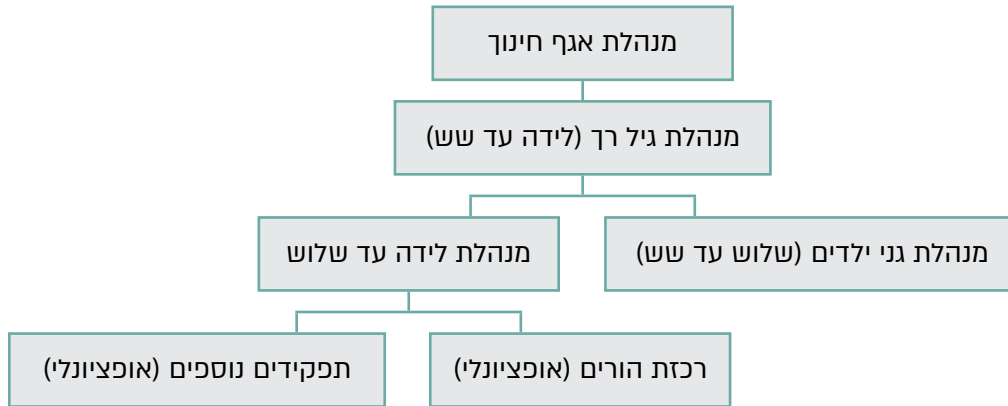 מנהלת אגף חינוך
מנהלת גיל רך (לידה עד שש)
מנהלת גני ילדים (שלוש עד שש)
מנהלת לידה עד שלוש
רכזת הורים (אופציונלי)
תפקידים נוספים (אופציונלי)